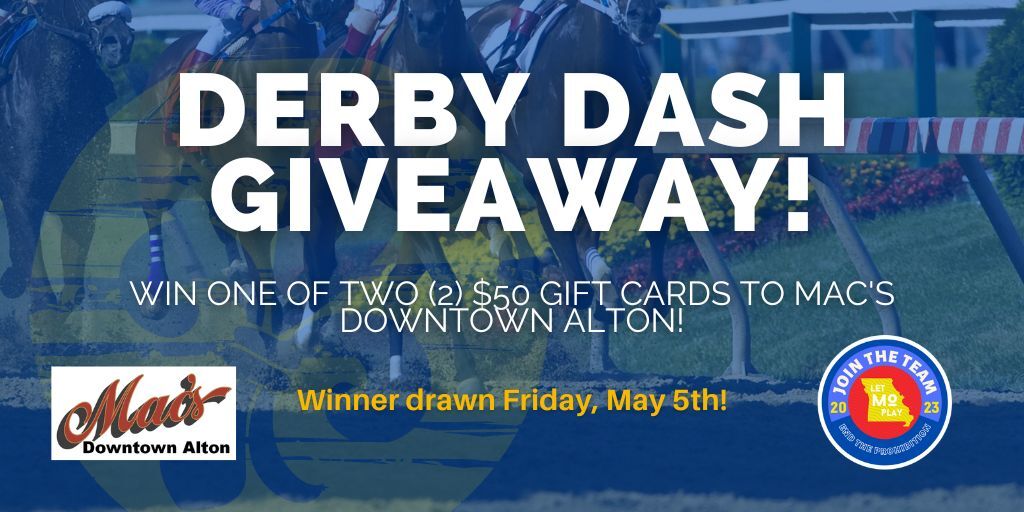 DERBY DASH
GIVEAWAY!
WIN ONE OF TWO (2) $50 GIFT CARDS TO MAC'S
DOWNTOWN ALTON!
Winner drawn Friday, May 5th!
Mac's
Downtown Alton
JOIN THE TEAM
LET
20 MO 23
PLAY
END THE PROHIBITION